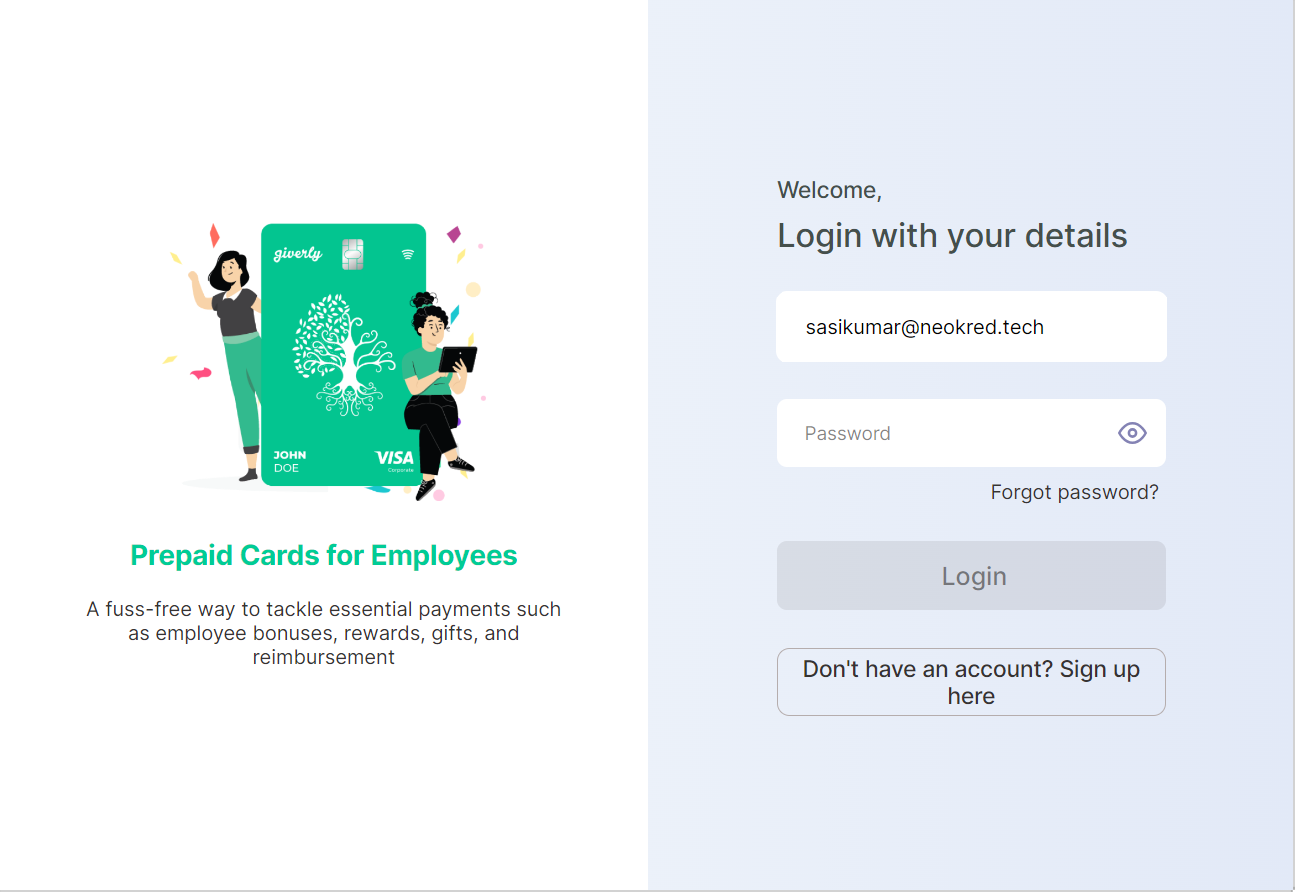 giverly
JOHN
DOE
VISA
Corporate
Prepaid Cards for Employees
A fuss-free way to tackle essential payments such
as employee bonuses, rewards, gifts, and
reimbursement
Welcome,
Login with your details
sasikumar@neokred.tech
Password
Forgot password?
Login
Don't have an account? Sign up
here